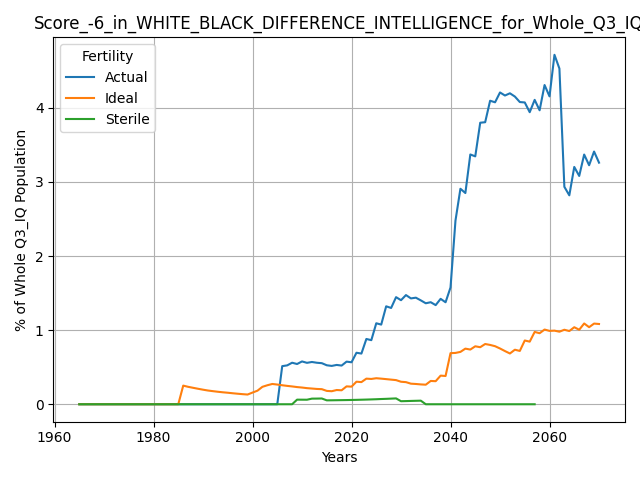 Score_-6_in_WHITE_BLACK_DIFFERENCE_INTELLIGENCE_for_Whole_Q3_IQ
Fertility
Actual
Ideal
Sterile
% of Whole Q3_IQ Population
4
3
2
1
0
1960 1980 2000 2020 2040 2060
Years